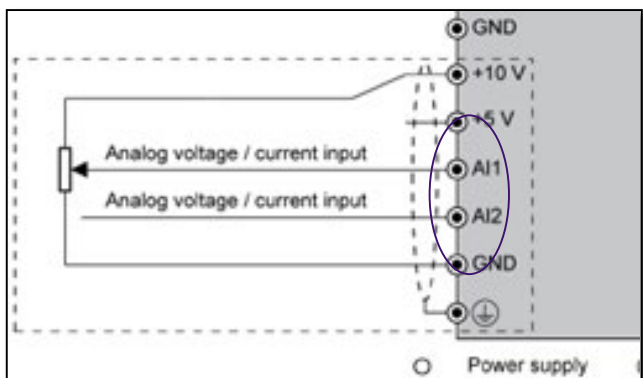 GND
+10 V
+5 V
Analog voltage / current input
AI1
Analog voltage / current input
AI2
GND
Power supply